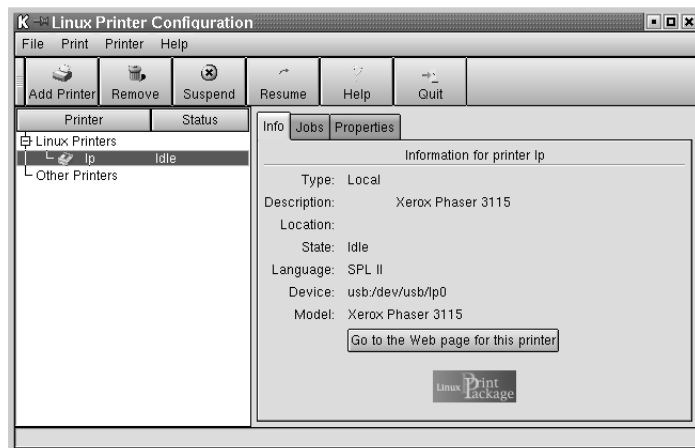 K Linux Printer Configuration
File Print Printer Help
Add Printer Remove Suspend Resume Help Quit
Printer Status
Linux Printers
lp Idle
Other Printers
Info Jobs Properties
Information for printer lp
Type: Local
Description: Xerox Phaser 3115
Location:
State: Idle
Language: SPL II
Device: usb:/dev/usb/lp0
Model: Xerox Phaser 3115
Go to the Web page for this printer
Linux Print Package